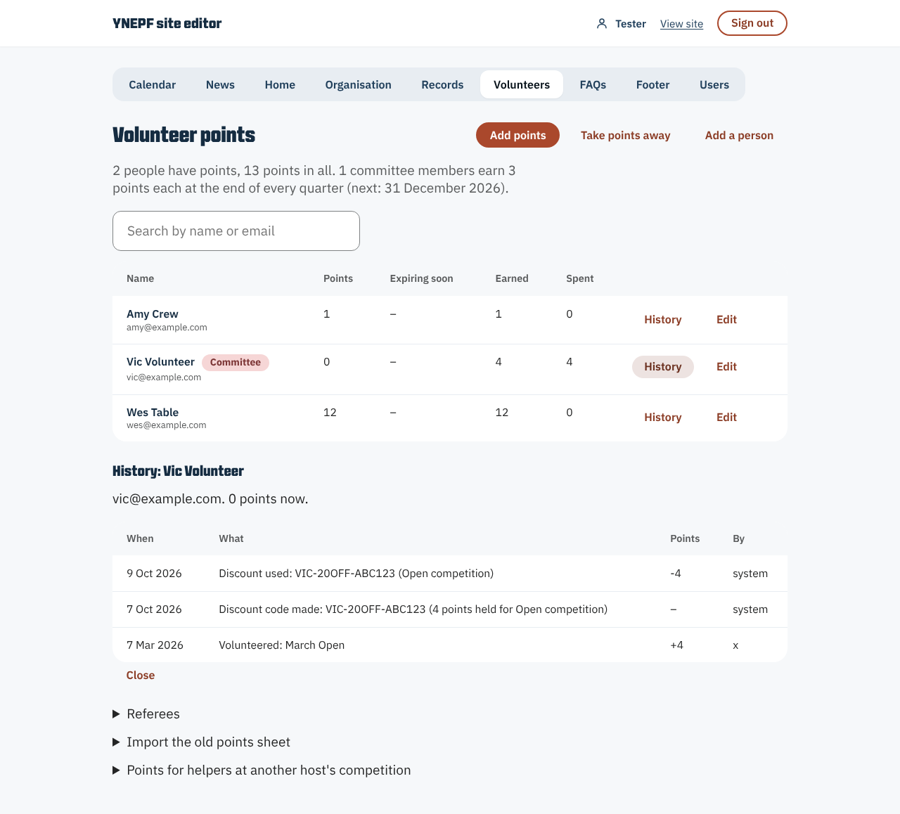 YNEPF site editor
Tester View site Sign out
Calendar News Home Organisation Records Volunteers FAQs Footer Users
Volunteer points
Add points Take points away Add a person
2 people have points, 13 points in all. 1 committee members earn 3
points each at the end of every quarter (next: 31 December 2026).
Search by name or email
Name Points Expiring soon Earned Spent
Amy Crew 1 – 1 0 History Edit
amy@example.com
Vic Volunteer Committee 0 – 4 4 History Edit
vic@example.com
Wes Table 12 – 12 0 History Edit
wes@example.com
History: Vic Volunteer
vic@example.com. 0 points now.
When What Points By
9 Oct 2026 Discount used: VIC-20OFF-ABC123 (Open competition) -4 system
7 Oct 2026 Discount code made: VIC-20OFF-ABC123 (4 points held for Open competition) – system
7 Mar 2026 Volunteered: March Open +4 x
Close
Referees
Import the old points sheet
Points for helpers at another host's competition